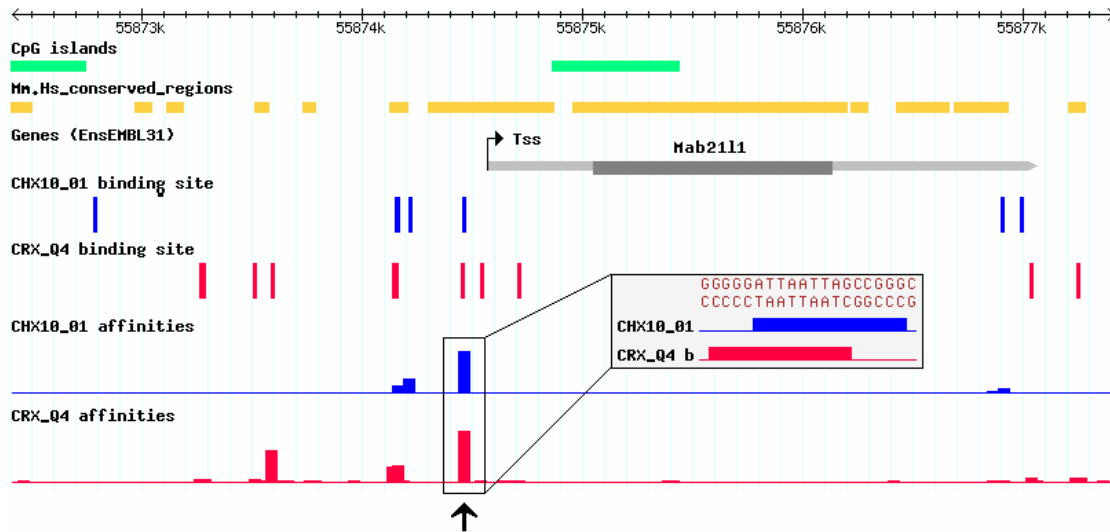 55873k 55874k 55875k 55876k 55877k
CpG islands
Mm.Hs_conserved_regions
Genes (EnsEMBL31)
Tss
Mab21l1
CHX10_01 binding site
CRX_Q4 binding site
GGGGGATTAATTAGCCGGGC
CCCCCTAATTAATCGGCCCG
CHX10_01
CRX_Q4 b
CHX10_01 affinities
CRX_Q4 affinities